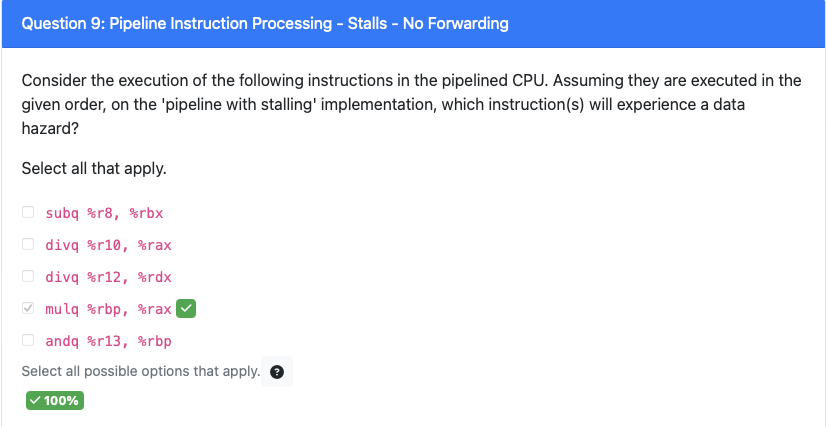 Question 9: Pipeline Instruction Processing - Stalls - No Forwarding
Consider the execution of the following instructions in the pipelined CPU. Assuming they are executed in the
given order, on the 'pipeline with stalling' implementation, which instruction(s) will experience a data
hazard?
Select all that apply.
subq %r8, %rbx
divq %r10, %rax
divq %r12, %rdx
mulq %rbp, %rax
andq %r13, %rbp
Select all possible options that apply. ?
100%